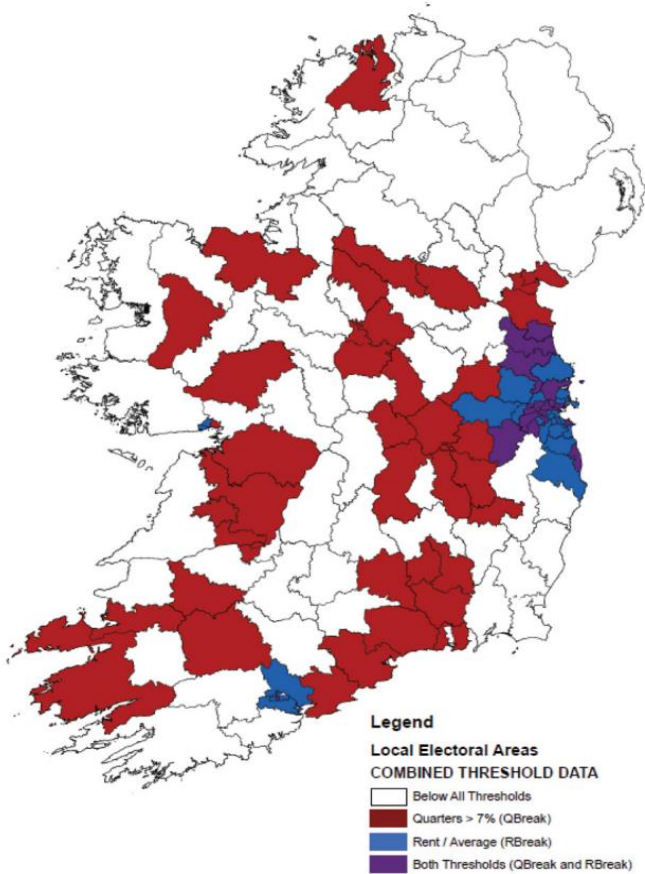 Legend
Local Electoral Areas
COMBINED THRESHOLD DATA
Below All Thresholds
Quarters > 7% (QBreak)
Rent / Average (RBreak)
Both Thresholds (QBreak and RBreak)